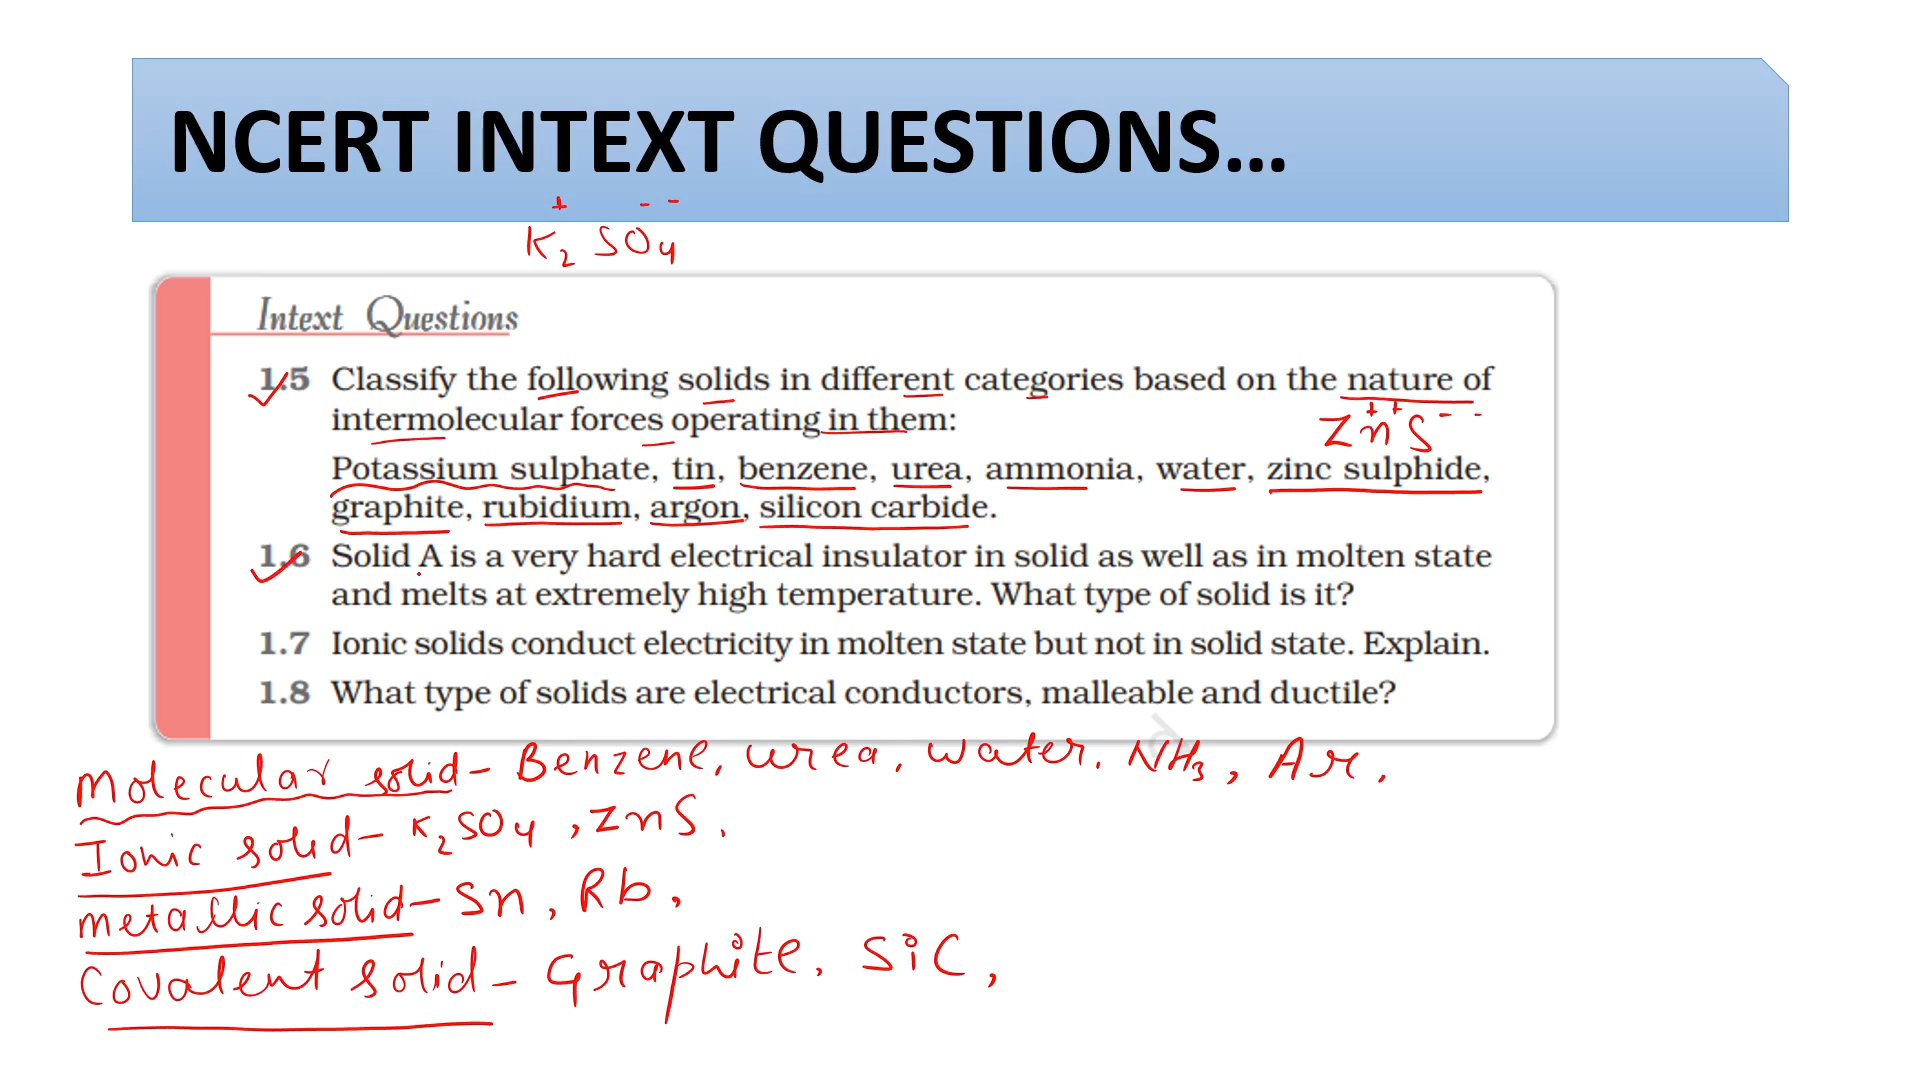 NCERT INTEXT QUESTIONS...
+ - -
K2 SO4
Intext Questions
1.5 Classify the following solids in different categories based on the nature of
intermolecular forces operating in them:
Zn++ S- -
Potassium sulphate, tin, benzene, urea, ammonia, water, zinc sulphide,
graphite, rubidium, argon, silicon carbide.
1.6 Solid A is a very hard electrical insulator in solid as well as in molten state
and melts at extremely high temperature. What type of solid is it?
1.7 Ionic solids conduct electricity in molten state but not in solid state. Explain.
1.8 What type of solids are electrical conductors, malleable and ductile?
Molecular solid - Benzene, urea, water, NH3, Ar,
Ionic solid - K2SO4, ZnS,
metallic solid - Sn, Rb,
Covalent solid - Graphite, SiC,